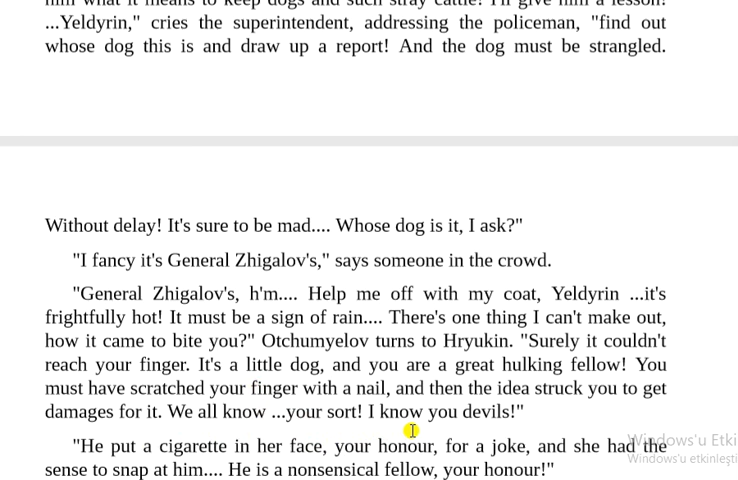 him what it means to keep dogs and such stray cattle! I'll give him a lesson!
...Yeldyrin," cries the superintendent, addressing the policeman, "find out
whose dog this is and draw up a report! And the dog must be strangled.
Without delay! It's sure to be mad.... Whose dog is it, I ask?"
"I fancy it's General Zhigalov's," says someone in the crowd.
"General Zhigalov's, h'm.... Help me off with my coat, Yeldyrin ...it's
frightfully hot! It must be a sign of rain.... There's one thing I can't make out,
how it came to bite you?" Otchumyelov turns to Hryukin. "Surely it couldn't
reach your finger. It's a little dog, and you are a great hulking fellow! You
must have scratched your finger with a nail, and then the idea struck you to get
damages for it. We all know ...your sort! I know you devils!"
"He put a cigarette in her face, your honour, for a joke, and she had the
sense to snap at him.... He is a nonsensical fellow, your honour!"
Windows'u Etki
Windows'u etkinleşti